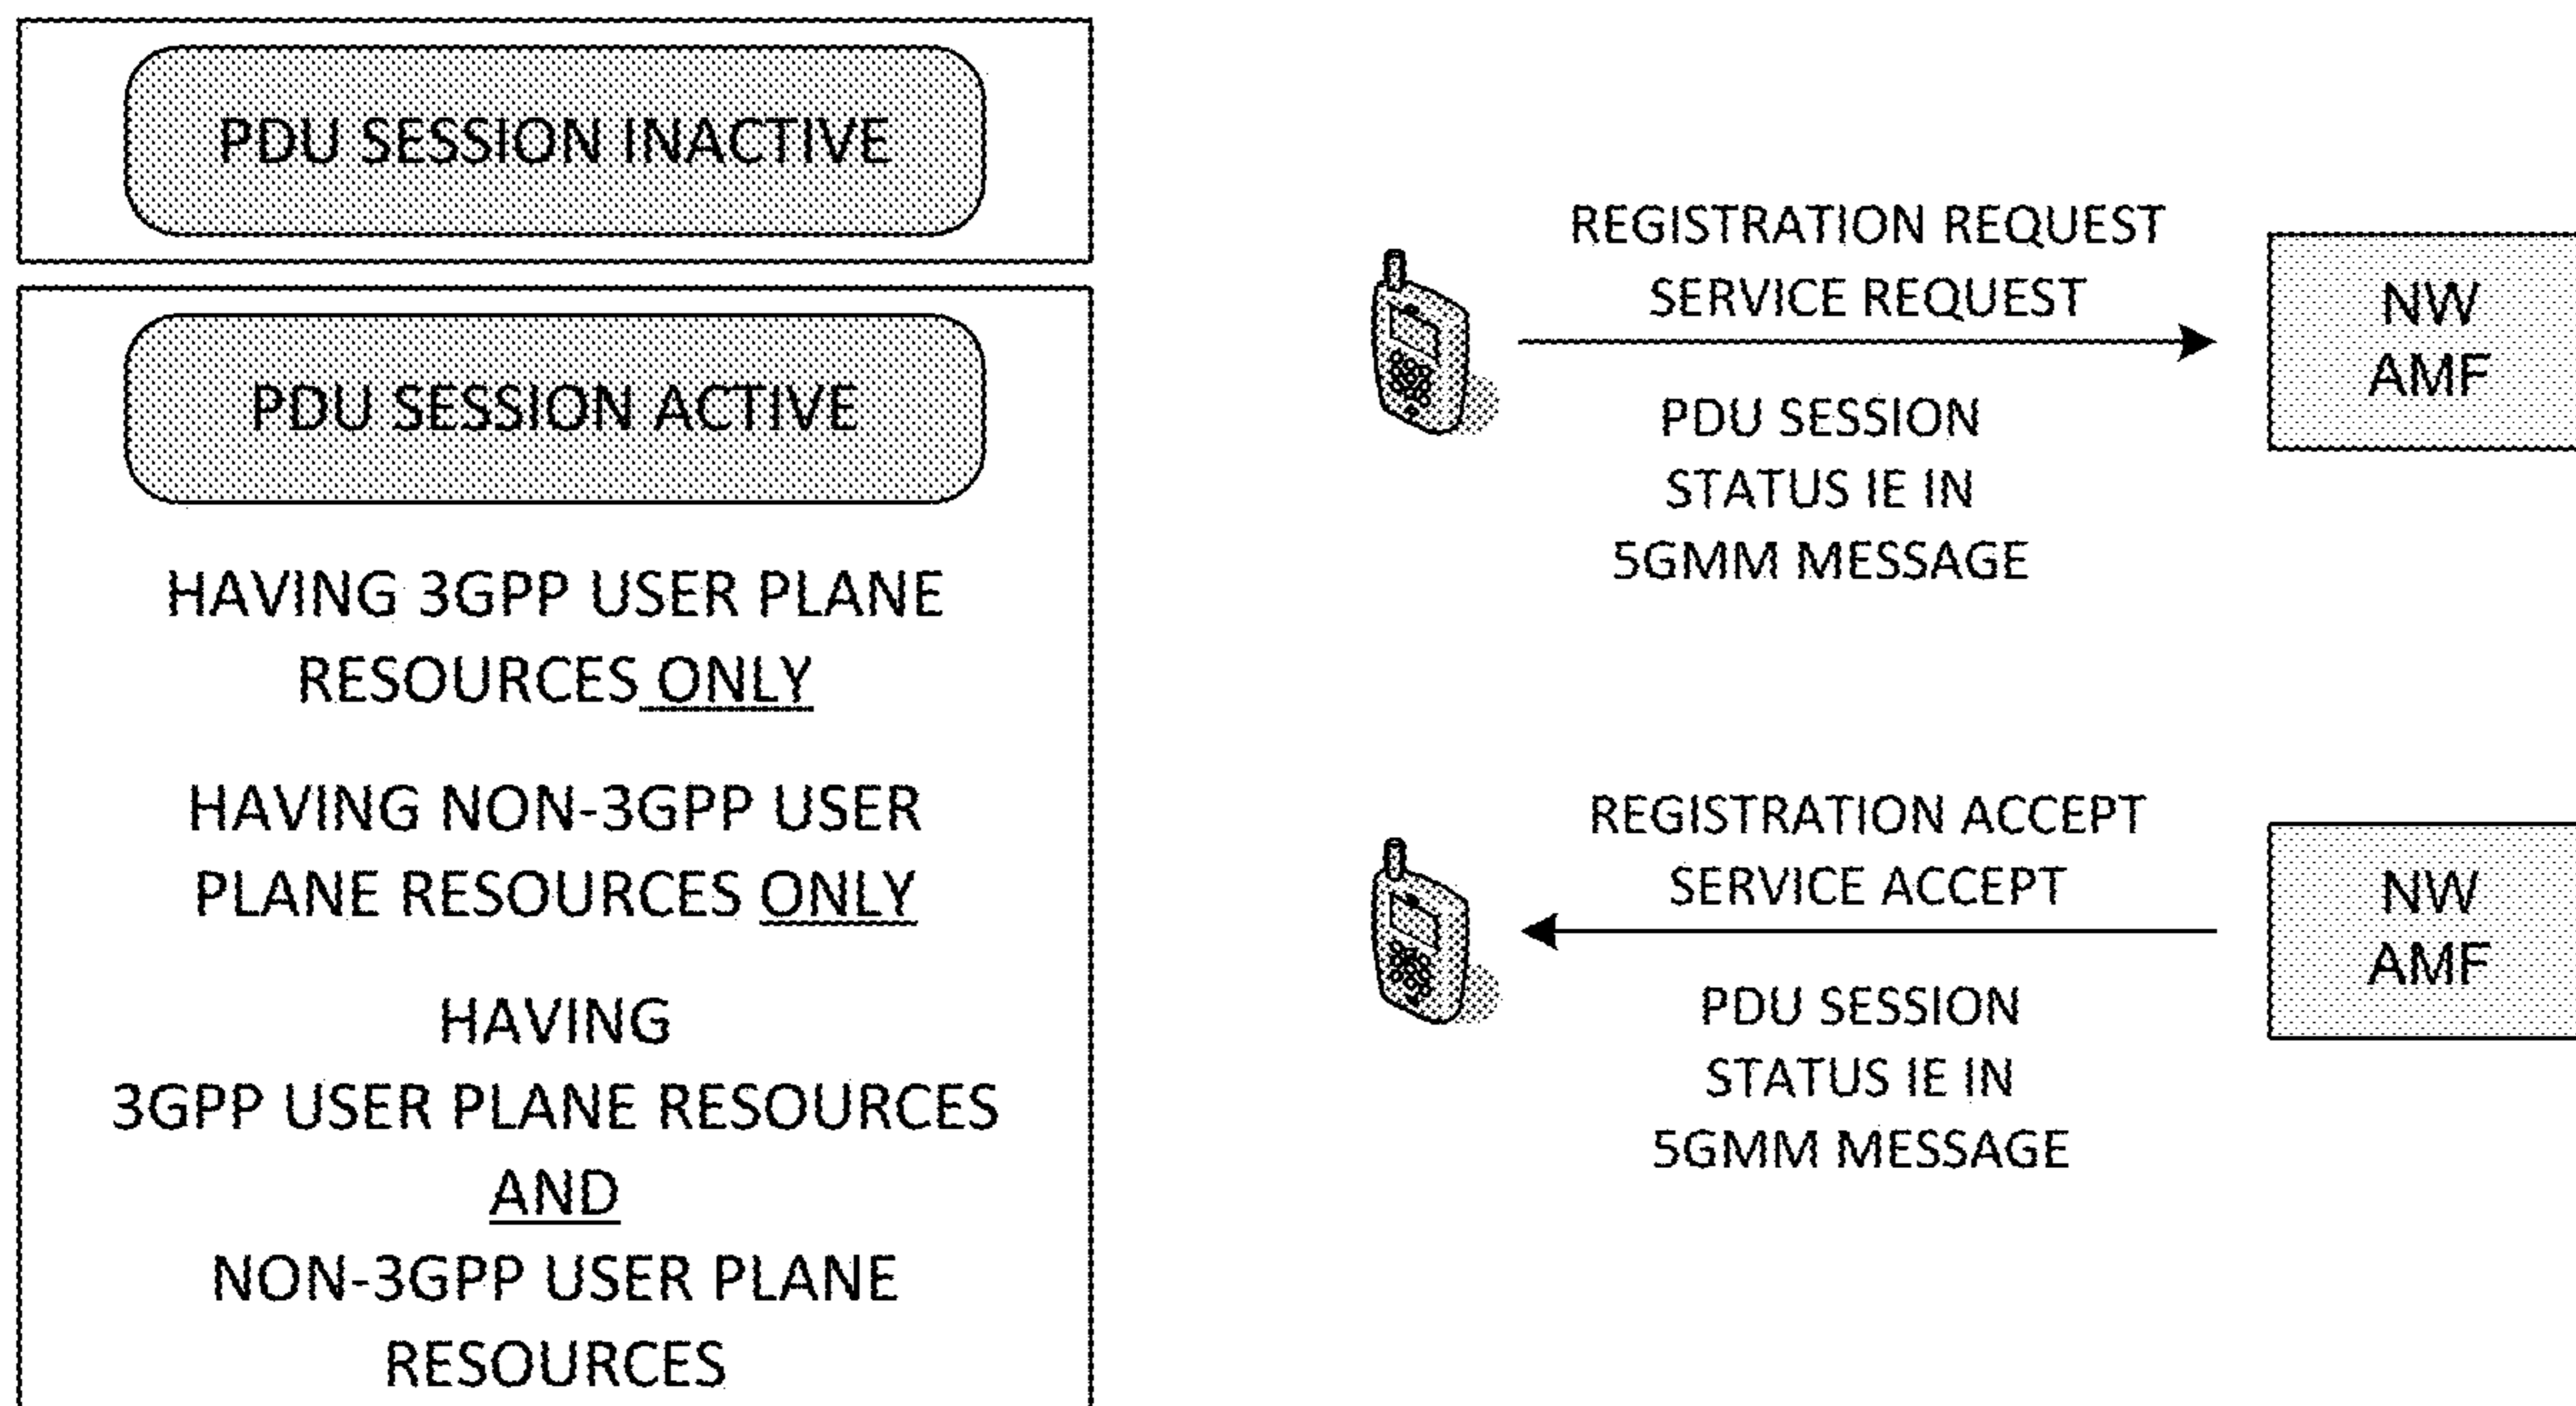 PDU SESSION INACTIVE
PDU SESSION ACTIVE
HAVING 3GPP USER PLANE
RESOURCES ONLY
HAVING NON-3GPP USER
PLANE RESOURCES ONLY
HAVING
3GPP USER PLANE RESOURCES
AND
NON-3GPP USER PLANE
RESOURCES
REGISTRATION REQUEST
SERVICE REQUEST
PDU SESSION
STATUS IE IN
5GMM MESSAGE
NW
AMF
REGISTRATION ACCEPT
SERVICE ACCEPT
PDU SESSION
STATUS IE IN
5GMM MESSAGE
NW
AMF